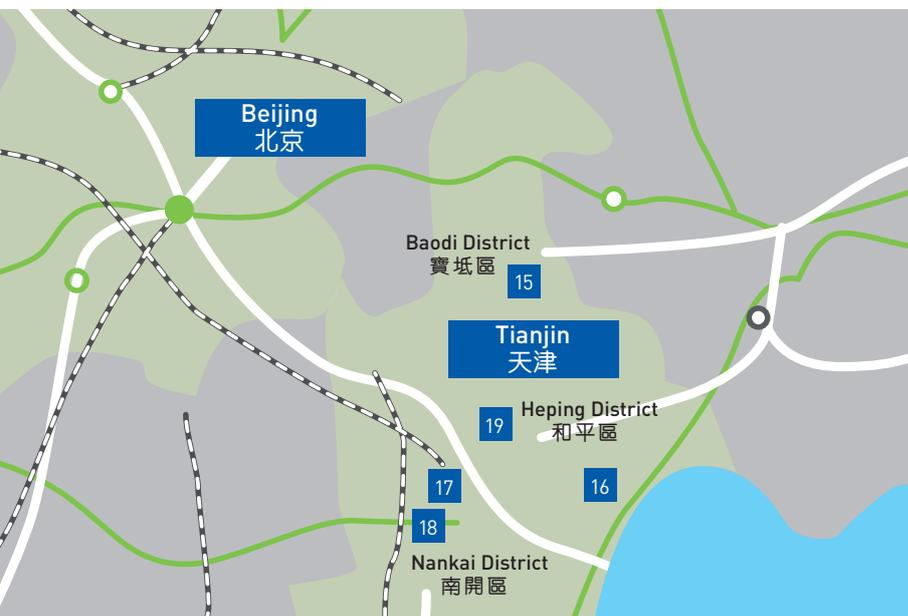 Beijing
北京
Baodi District
寶坻區
15
Tianjin
天津
19
Heping District
和平區
17
16
18
Nankai District
南開區